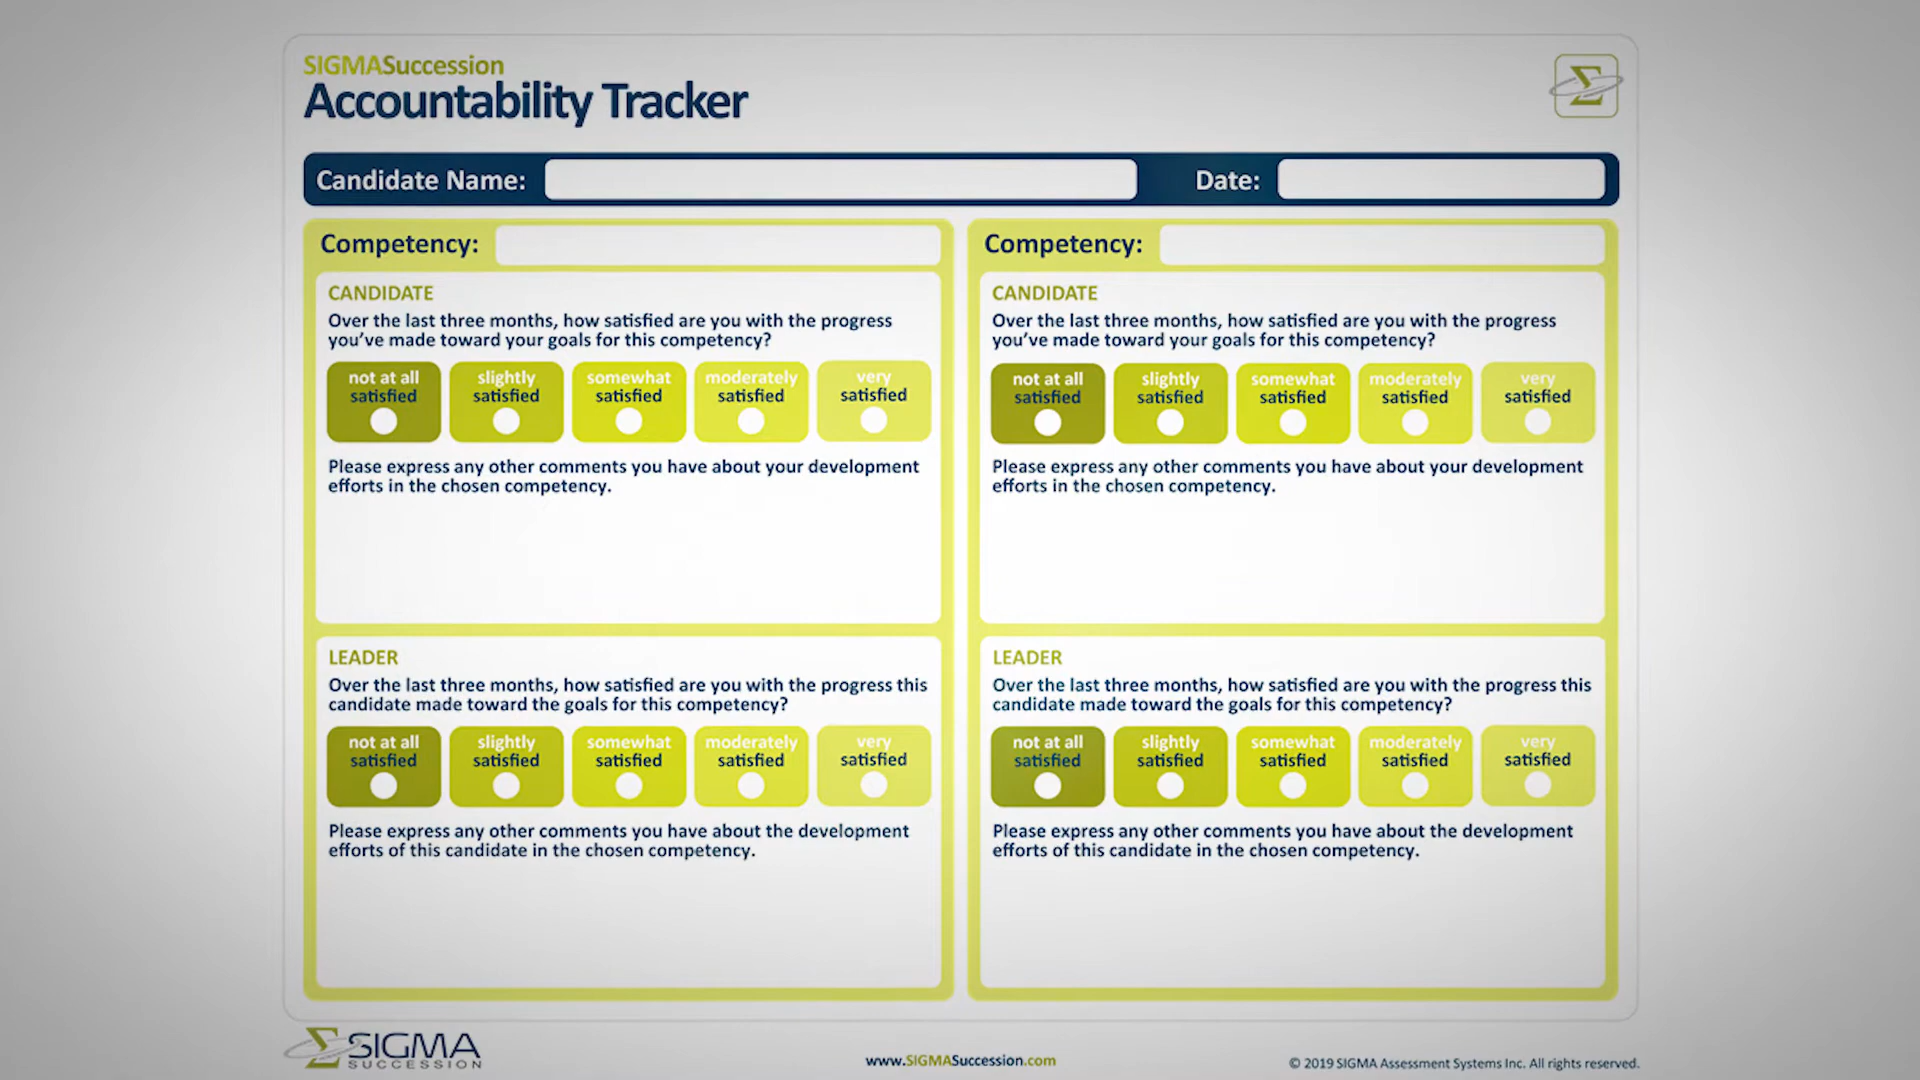 SIGMASuccession
Accountability Tracker
Candidate Name:
Date:
Competency:
CANDIDATE
Over the last three months, how satisfied are you with the progress
you've made toward your goals for this competency?
not at all
satisfied
slightly
satisfied
somewhat
satisfied
moderately
satisfied
very
satisfied
Please express any other comments you have about your development
efforts in the chosen competency.
LEADER
Over the last three months, how satisfied are you with the progress this
candidate made toward the goals for this competency?
not at all
satisfied
slightly
satisfied
somewhat
satisfied
moderately
satisfied
very
satisfied
Please express any other comments you have about the development
efforts of this candidate in the chosen competency.
Competency:
CANDIDATE
Over the last three months, how satisfied are you with the progress
you've made toward your goals for this competency?
not at all
satisfied
slightly
satisfied
somewhat
satisfied
moderately
satisfied
very
satisfied
Please express any other comments you have about your development
efforts in the chosen competency.
LEADER
Over the last three months, how satisfied are you with the progress this
candidate made toward the goals for this competency?
not at all
satisfied
slightly
satisfied
somewhat
satisfied
moderately
satisfied
very
satisfied
Please express any other comments you have about the development
efforts of this candidate in the chosen competency.
SIGMA
SUCCESSION
www.SIGMASuccession.com
© 2019 SIGMA Assessment Systems Inc. All rights reserved.